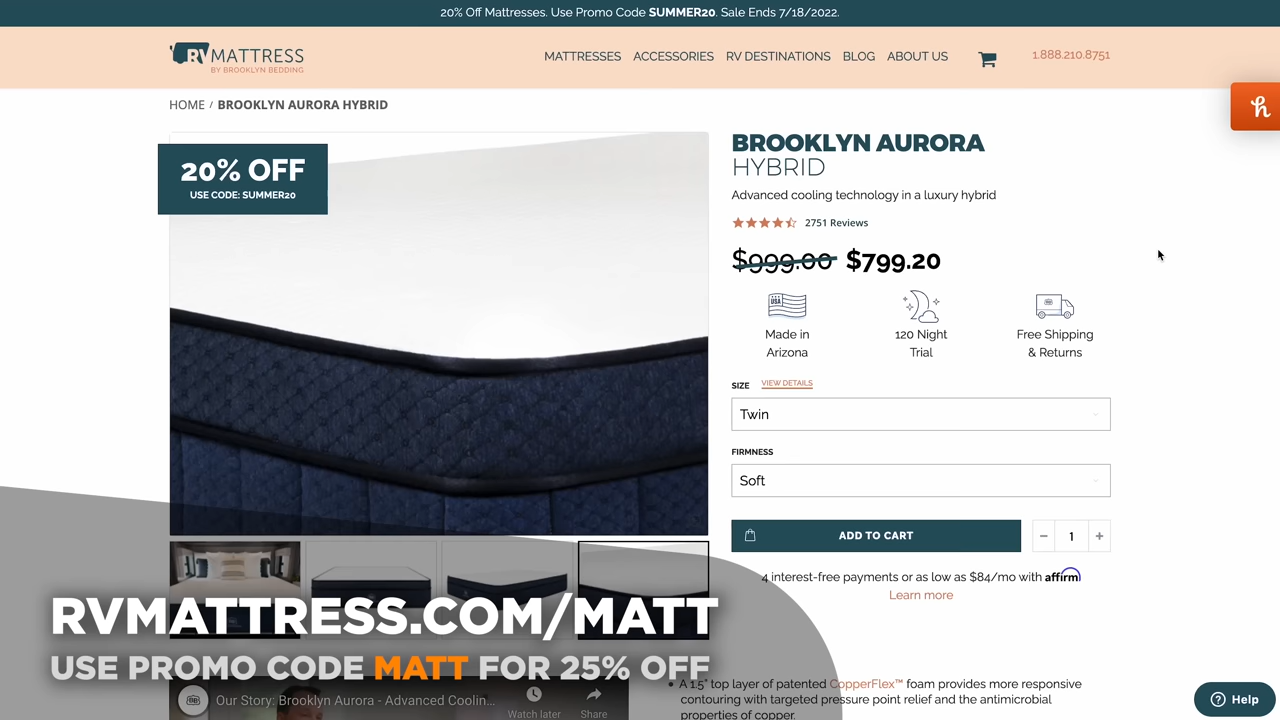 20% Off Mattresses. Use Promo Code SUMMER20. Sale Ends 7/18/2022.
RVMATTRESS
BY BROOKLYN BEDDING
MATTRESSES ACCESSORIES RV DESTINATIONS BLOG ABOUT US
1.888.210.8751
HOME / BROOKLYN AURORA HYBRID
20% OFF
USE CODE: SUMMER20
BROOKLYN AURORA
HYBRID
Advanced cooling technology in a luxury hybrid
2751 Reviews
$999.00 $799.20
USA
Made in
Arizona
120 Night
Trial
Free Shipping
& Returns
SIZE VIEW DETAILS
Twin
FIRMNESS
Soft
ADD TO CART
− 1 +
4 interest-free payments or as low as $84/mo with affirm
Learn more
RVMATTRESS.COM/MATT
USE PROMO CODE MATT FOR 25% OFF
Our Story: Brooklyn Aurora - Advanced Coolin...
Watch later
Share
• A 1.5" top layer of patented CopperFlex™ foam provides more responsive
contouring with targeted pressure point relief and the antimicrobial
properties of copper.
Help